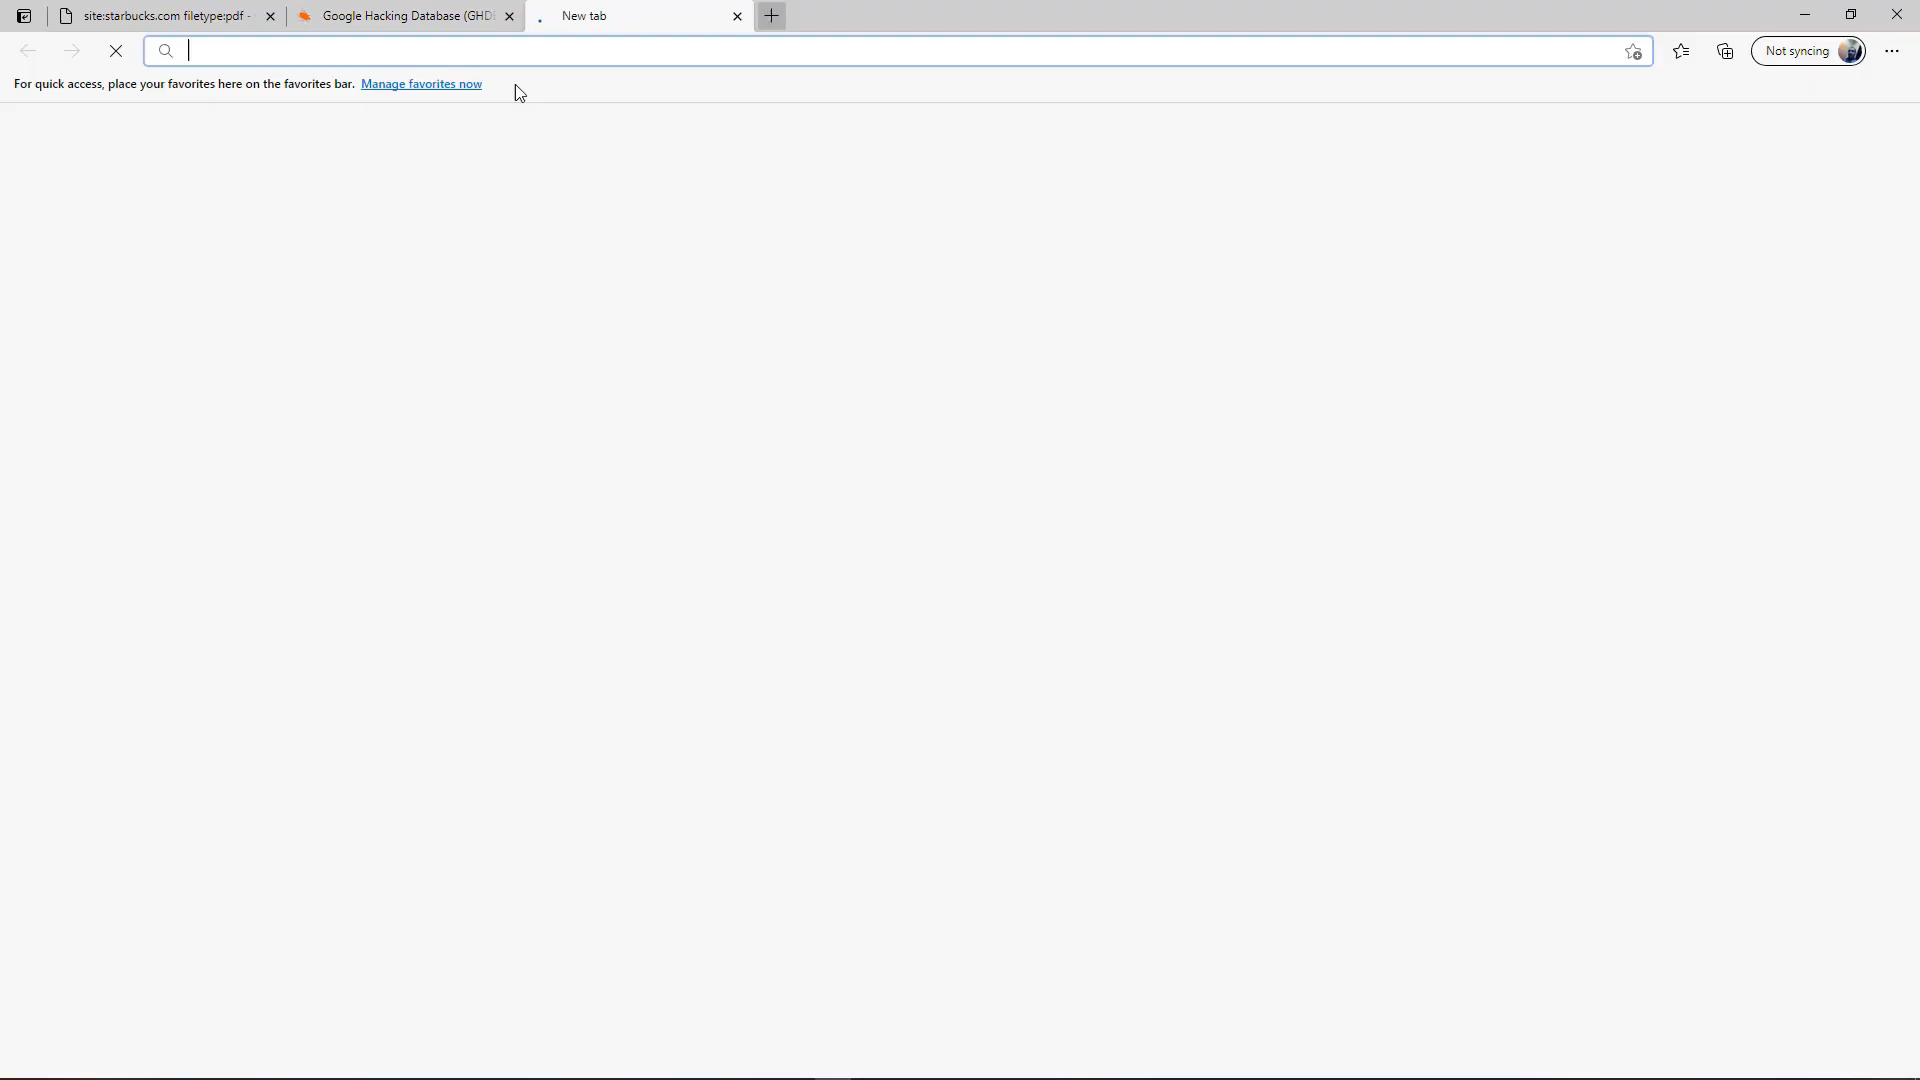 site:starbucks.com filetype:pdf -
Google Hacking Database (GHD
New tab
Not syncing
For quick access, place your favorites here on the favorites bar. Manage favorites now